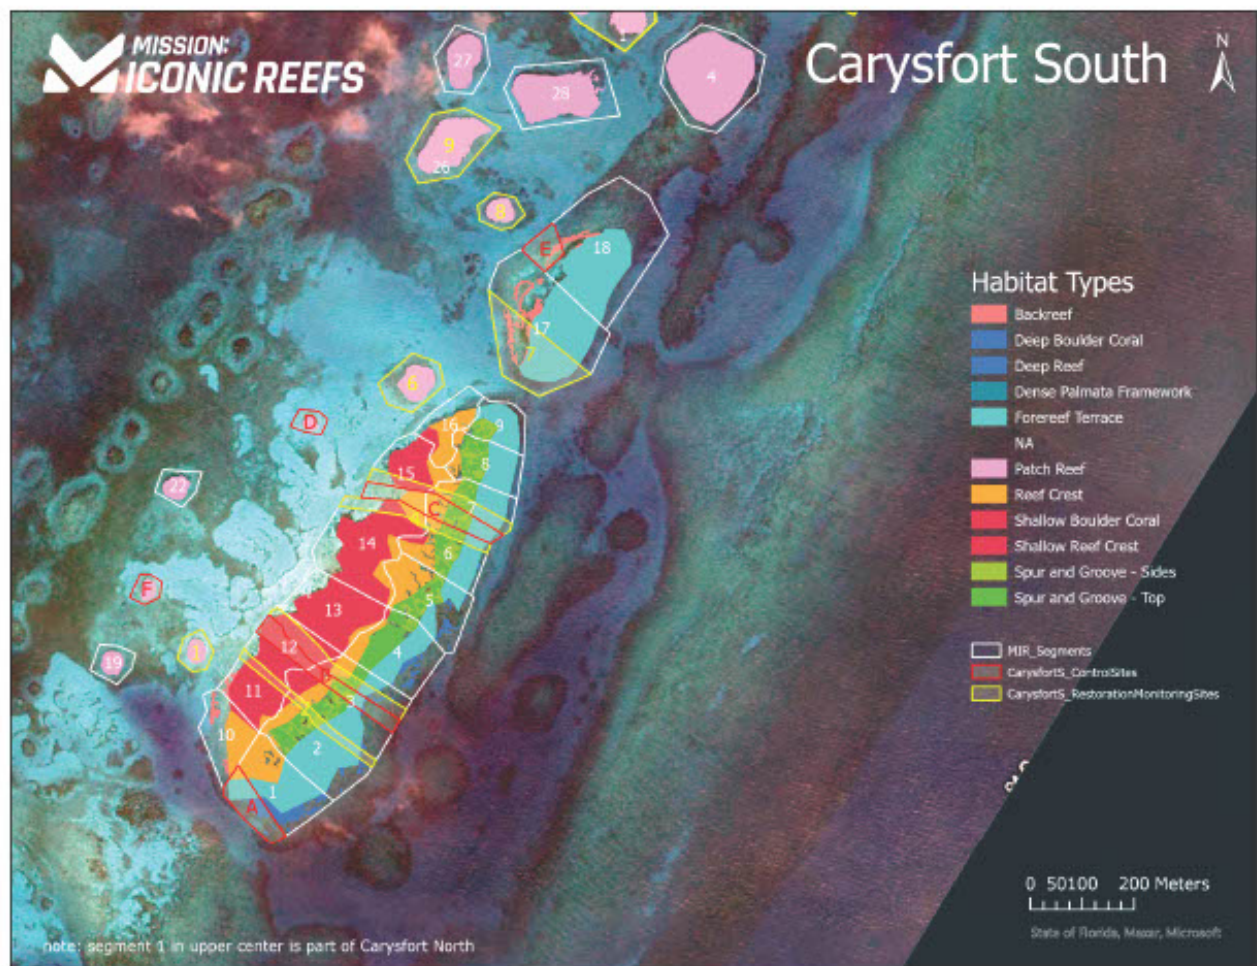 MISSION:
ICONIC REEFS
Carysfort South
N
1
27
28
4
9
26
8
E
18
17
7
6
D
16
9
8
15
22
C
14
6
13
5
F
12
4
1
19
11
B
3
10
2
1
A
Habitat Types
Backreef
Deep Boulder Coral
Deep Reef
Dense Palmata Framework
Forereef Terrace
NA
Patch Reef
Reef Crest
Shallow Boulder Coral
Shallow Reef Crest
Spur and Groove - Sides
Spur and Groove - Top
MIR_Segments
CarysfortS_ControlSites
CarysfortS_RestorationMonitoringSites
0 50100 200 Meters
State of Florida, Maxar, Microsoft
note: segment 1 in upper center is part of Carysfort North